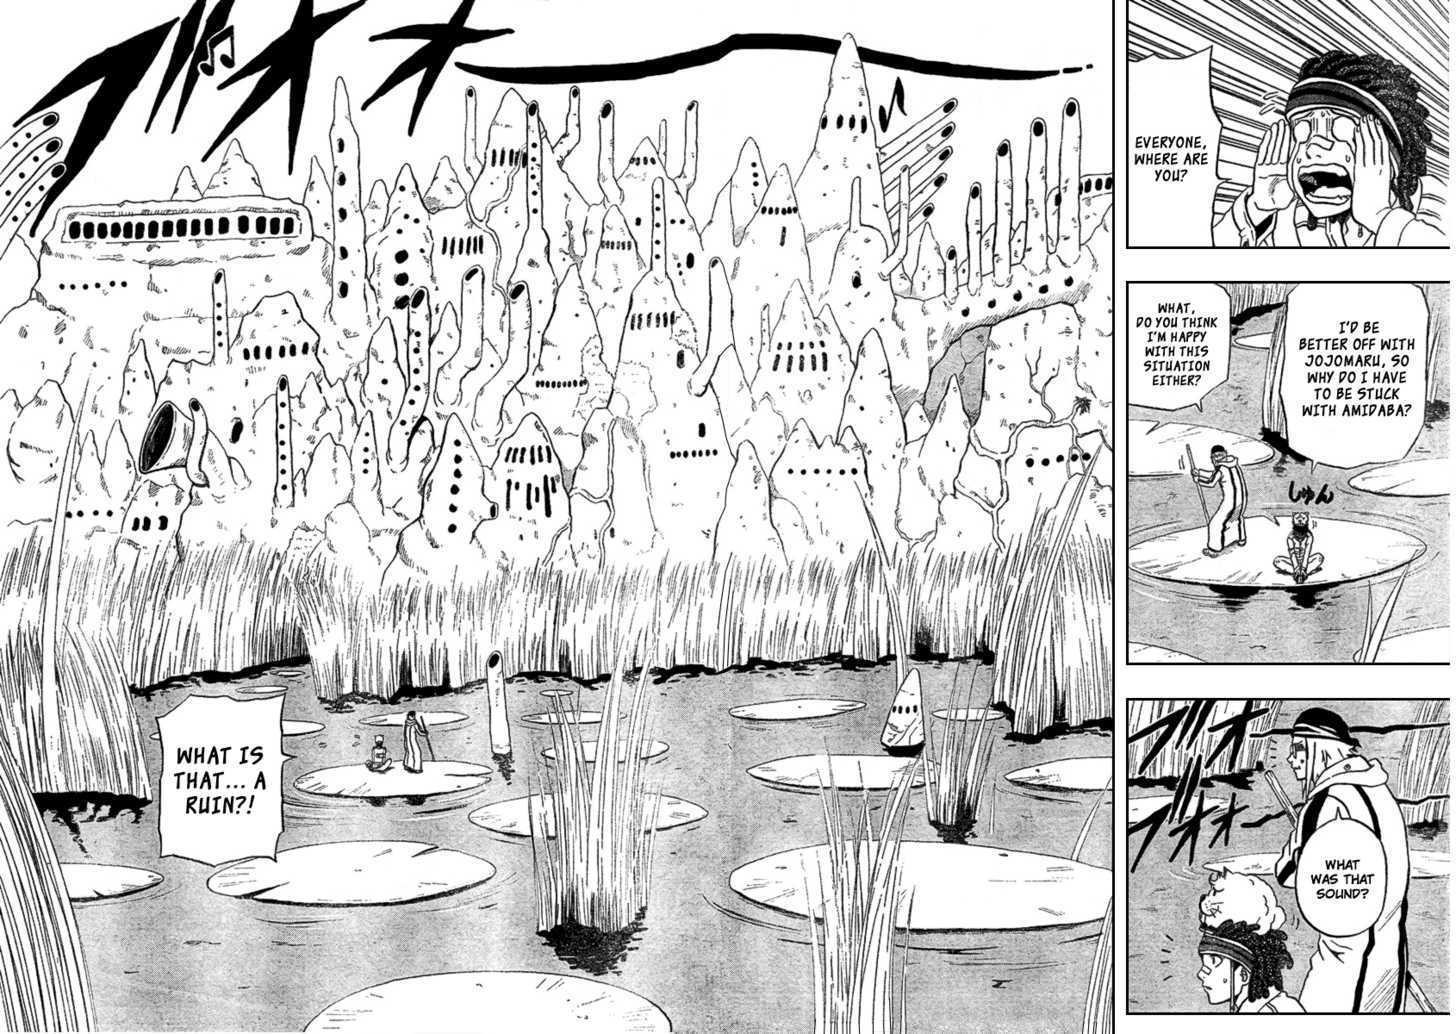 EVERYONE,
WHERE ARE
YOU?
I'D BE
BETTER OFF WITH
JOJOMARU, SO
WHY DO I HAVE
TO BE STUCK
WITH AMIDABA?
WHAT,
DO YOU THINK
I'M HAPPY
WITH THIS
SITUATION
EITHER?
しゅん
ブオオ
ブオオ
WHAT
WAS THAT
SOUND?
ブオオ
WHAT IS
THAT... A
RUIN?!